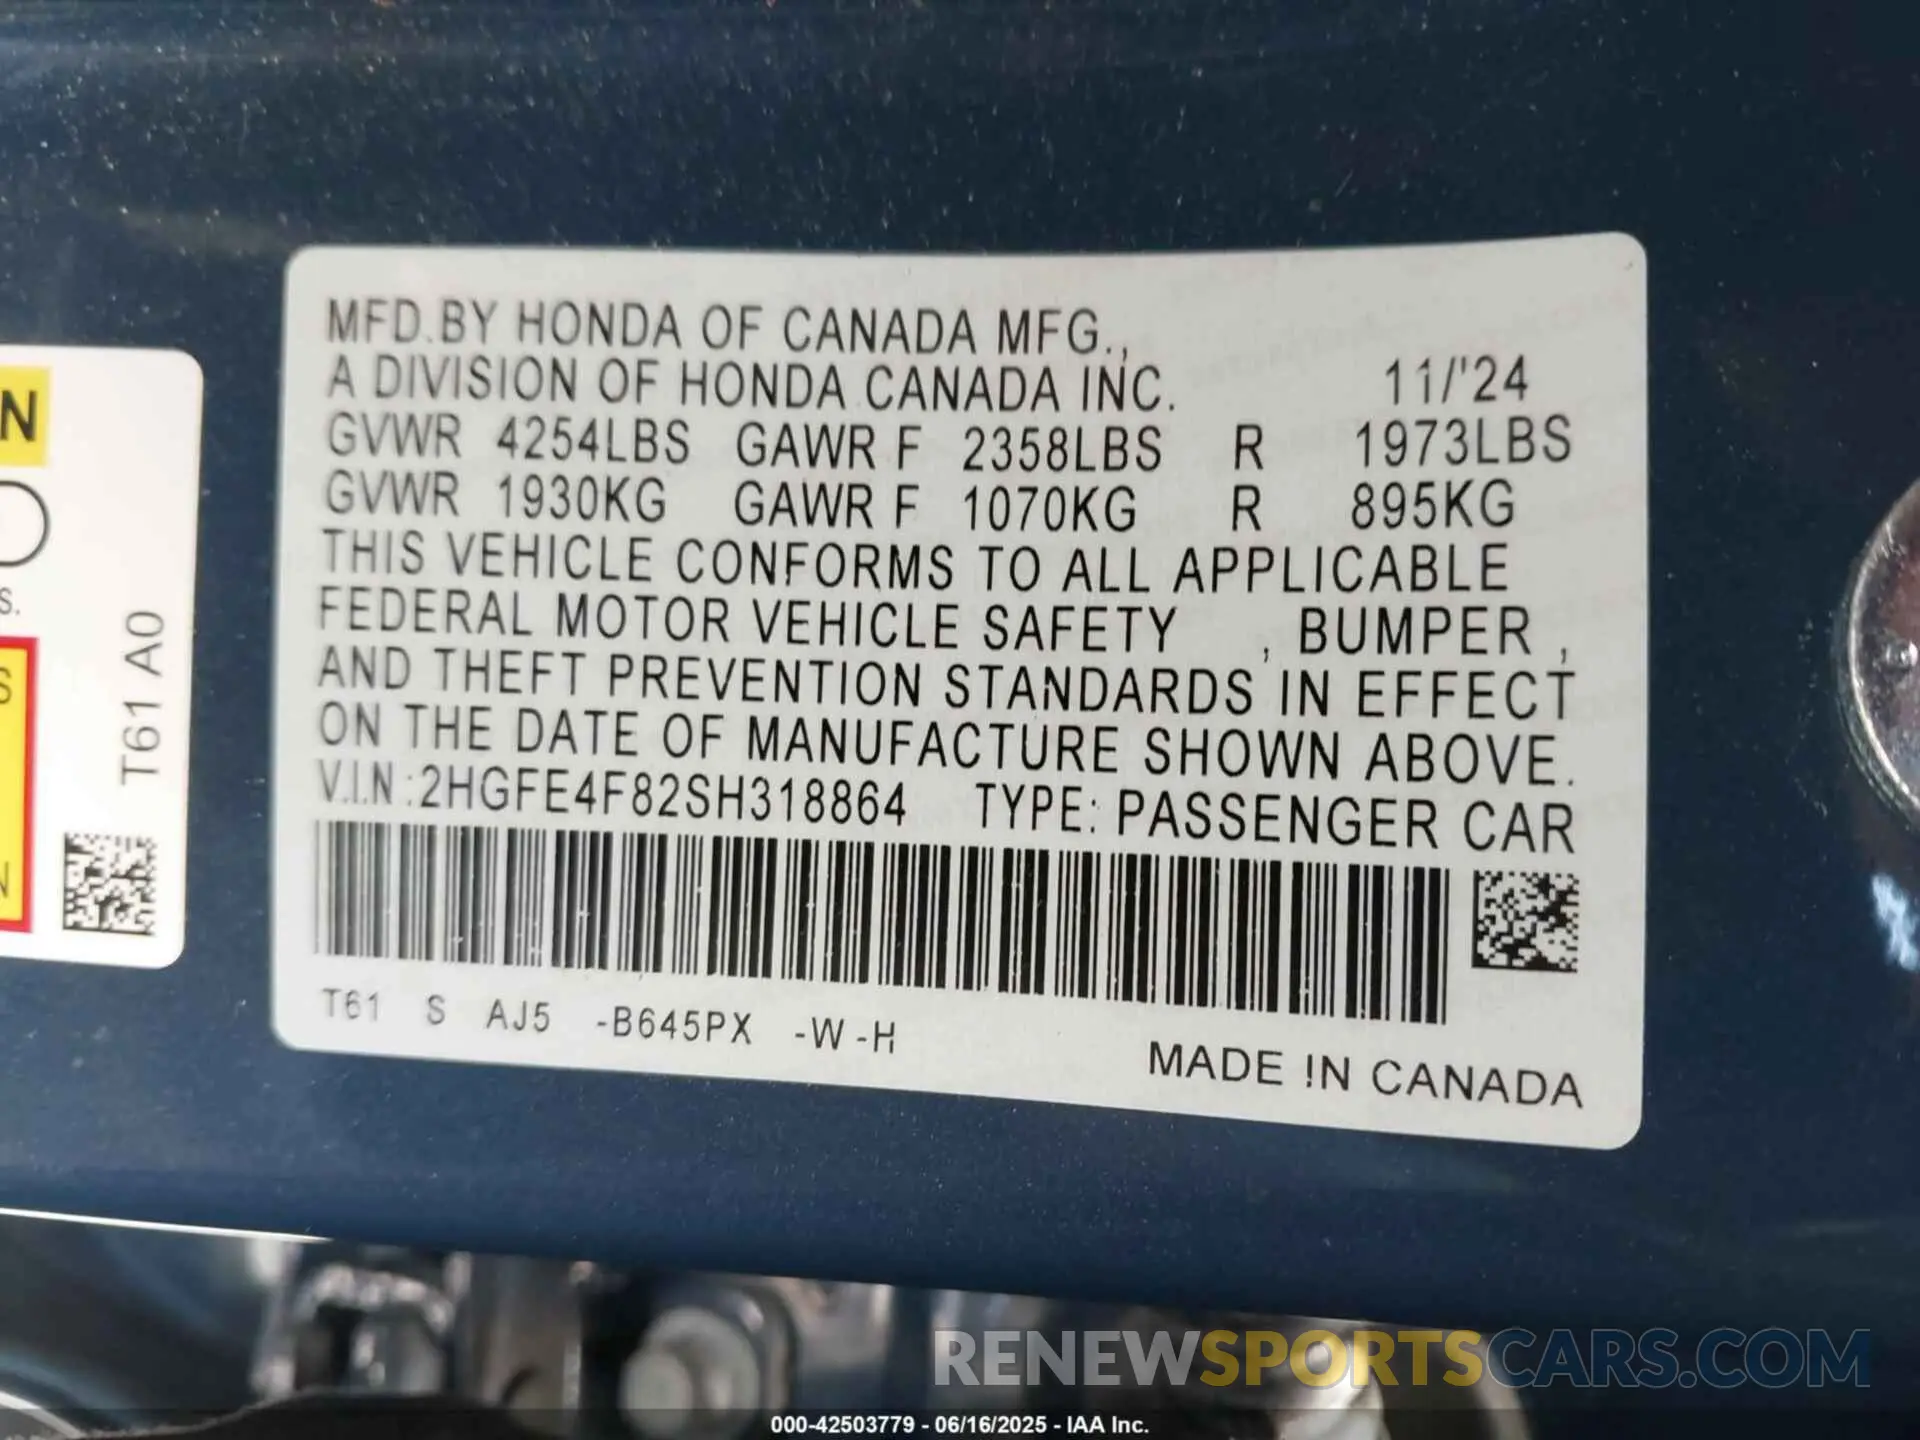 MFD.BY HONDA OF CANADA MFG.,
A DIVISION OF HONDA CANADA INC. 11/'24
GVWR 4254LBS GAWR F 2358LBS R 1973LBS
GVWR 1930KG GAWR F 1070KG R 895KG
THIS VEHICLE CONFORMS TO ALL APPLICABLE
FEDERAL MOTOR VEHICLE SAFETY , BUMPER ,
AND THEFT PREVENTION STANDARDS IN EFFECT
ON THE DATE OF MANUFACTURE SHOWN ABOVE.
V.I.N.:2HGFE4F82SH318864 TYPE: PASSENGER CAR
T61 S AJ5 -B645PX -W -H
MADE IN CANADA
T61 A0
RENEWSPORTSCARS.COM
000-42503779 - 06/16/2025 - IAA Inc.